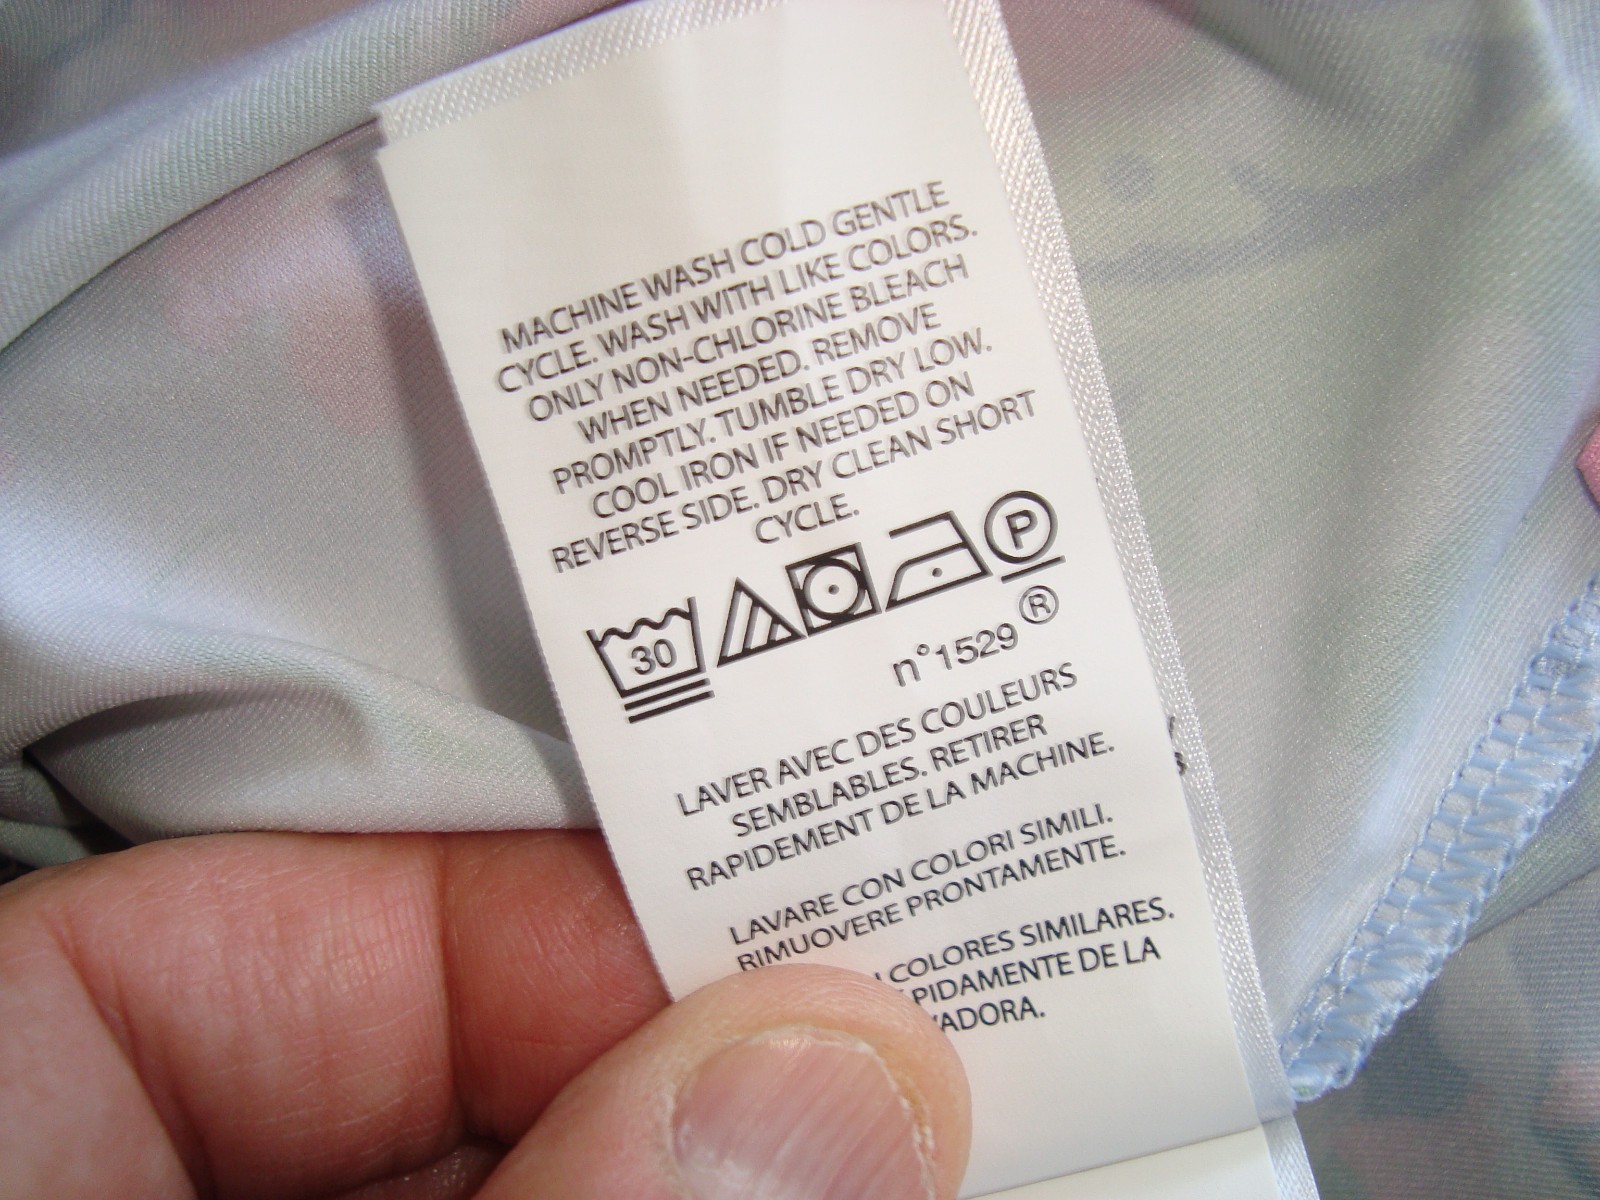 MACHINE WASH COLD GENTLE
CYCLE. WASH WITH LIKE COLORS.
ONLY NON-CHLORINE BLEACH
WHEN NEEDED. REMOVE
PROMPTLY. TUMBLE DRY LOW.
COOL IRON IF NEEDED ON
REVERSE SIDE. DRY CLEAN SHORT
CYCLE.
30 P
n°1529 ®
LAVER AVEC DES COULEURS
SEMBLABLES. RETIRER
RAPIDEMENT DE LA MACHINE.
LAVARE CON COLORI SIMILI.
RIMUOVERE PRONTAMENTE.
COLORES SIMILARES.
PIDAMENTE DE LA
VADORA.